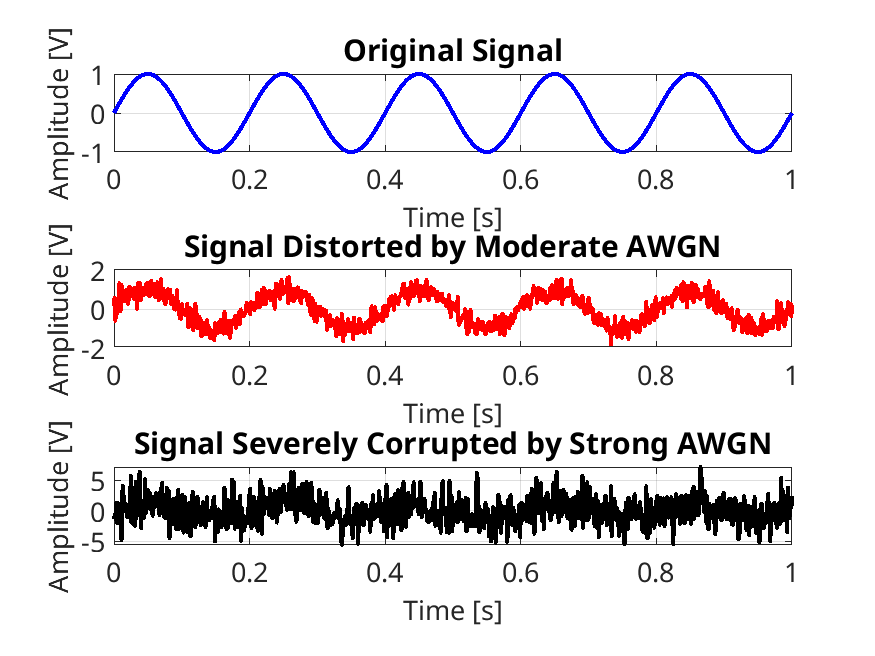 Original Signal
Amplitude [V]
1
0
-1
0 0.2 0.4 0.6 0.8 1
Time [s]
Signal Distorted by Moderate AWGN
Amplitude [V]
2
0
-2
0 0.2 0.4 0.6 0.8 1
Time [s]
Signal Severely Corrupted by Strong AWGN
Amplitude [V]
5
0
-5
0 0.2 0.4 0.6 0.8 1
Time [s]